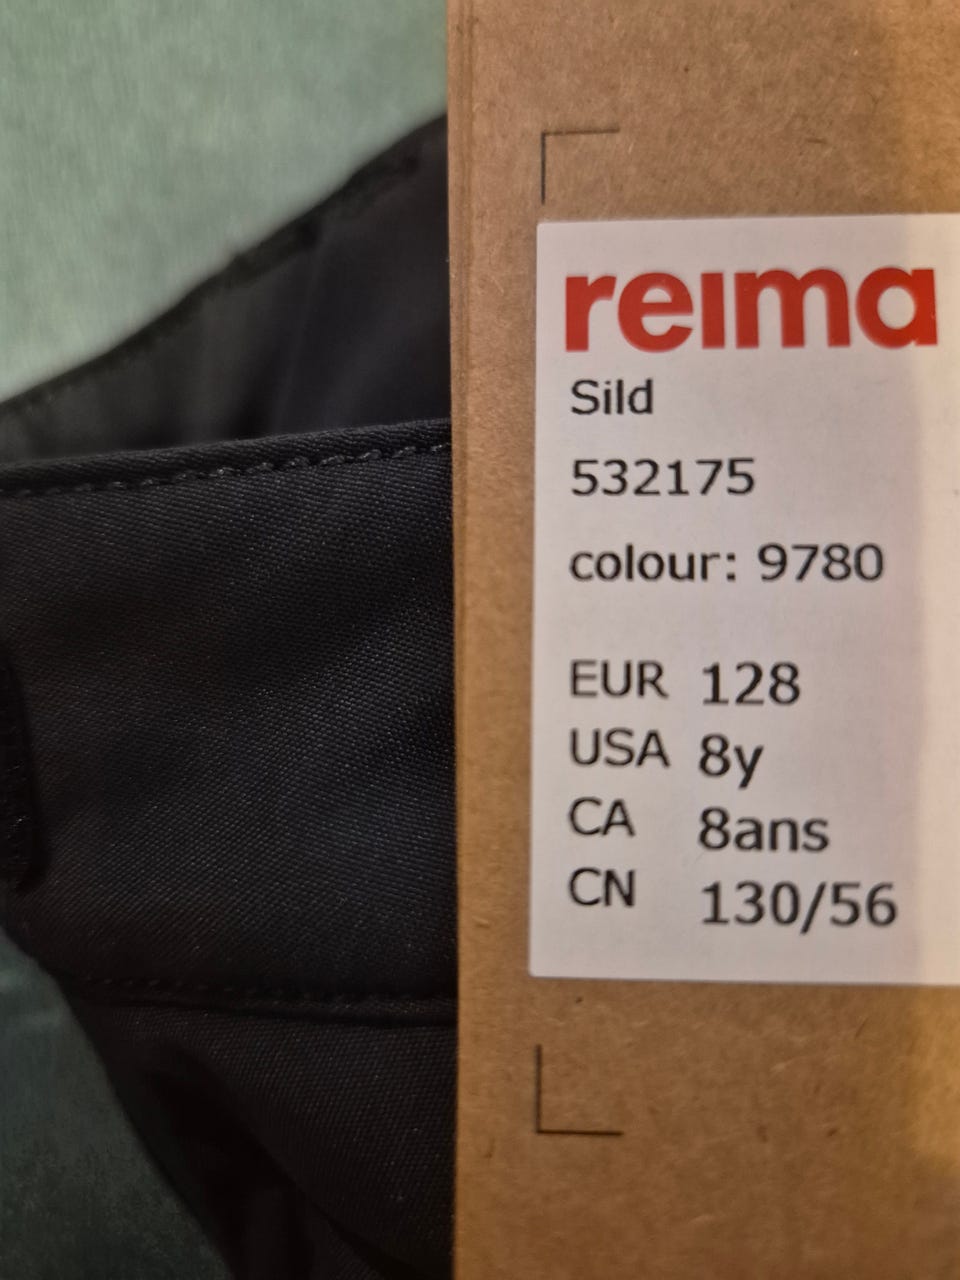 reima
Sild
532175
colour: 9780
EUR 128
USA 8y
CA 8ans
CN 130/56